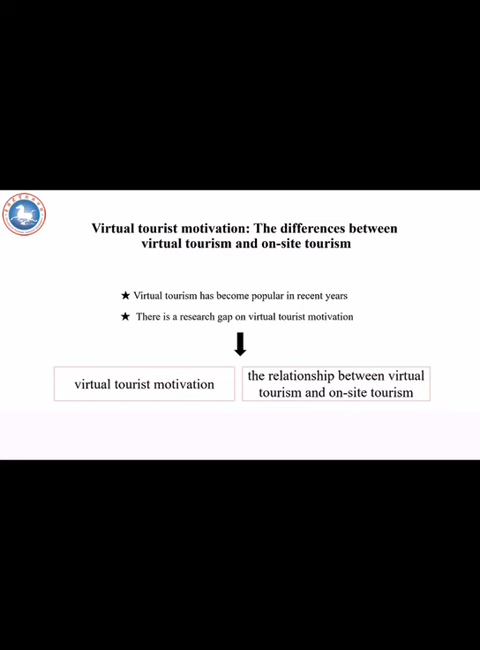 Virtual tourist motivation: The differences between
virtual tourism and on-site tourism
★ Virtual tourism has become popular in recent years
★ There is a research gap on virtual tourist motivation
virtual tourist motivation
the relationship between virtual
tourism and on-site tourism